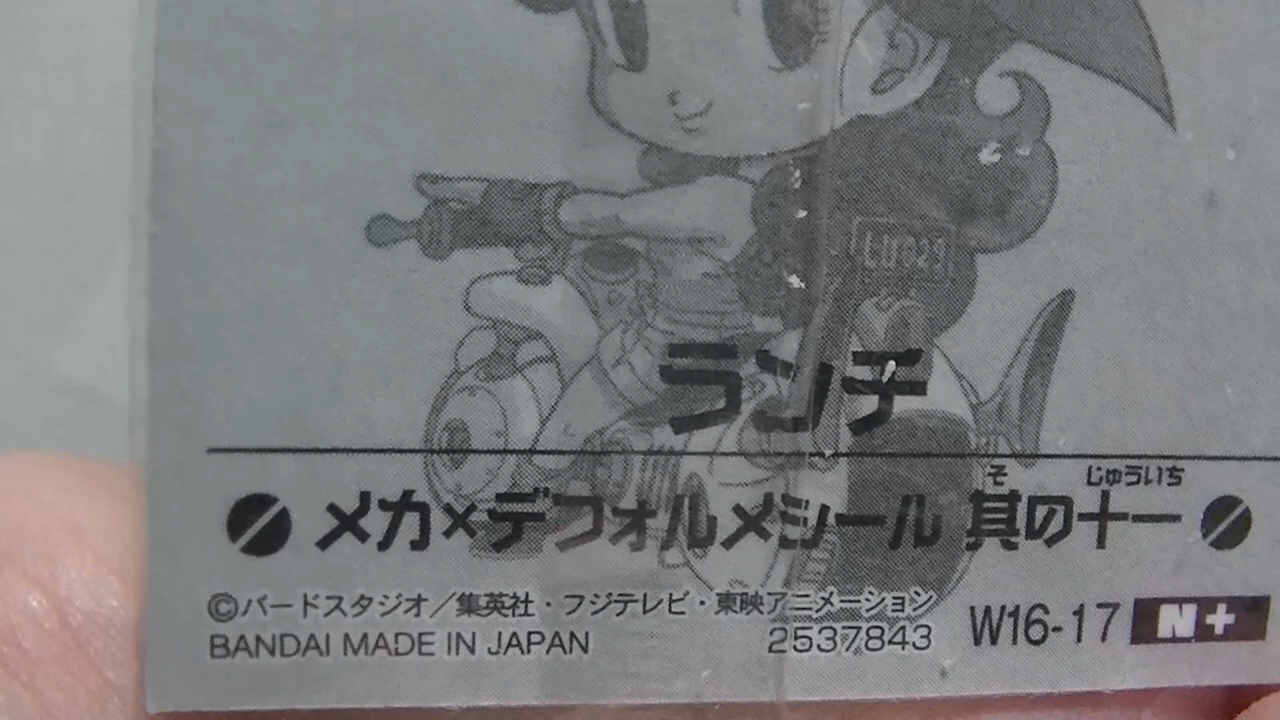 LU023
ランチ
そ じゅういち
メカ×デフォルメシール 其の十一
©バードスタジオ／集英社・フジテレビ・東映アニメーション
BANDAI MADE IN JAPAN 2537843 W16-17 N+